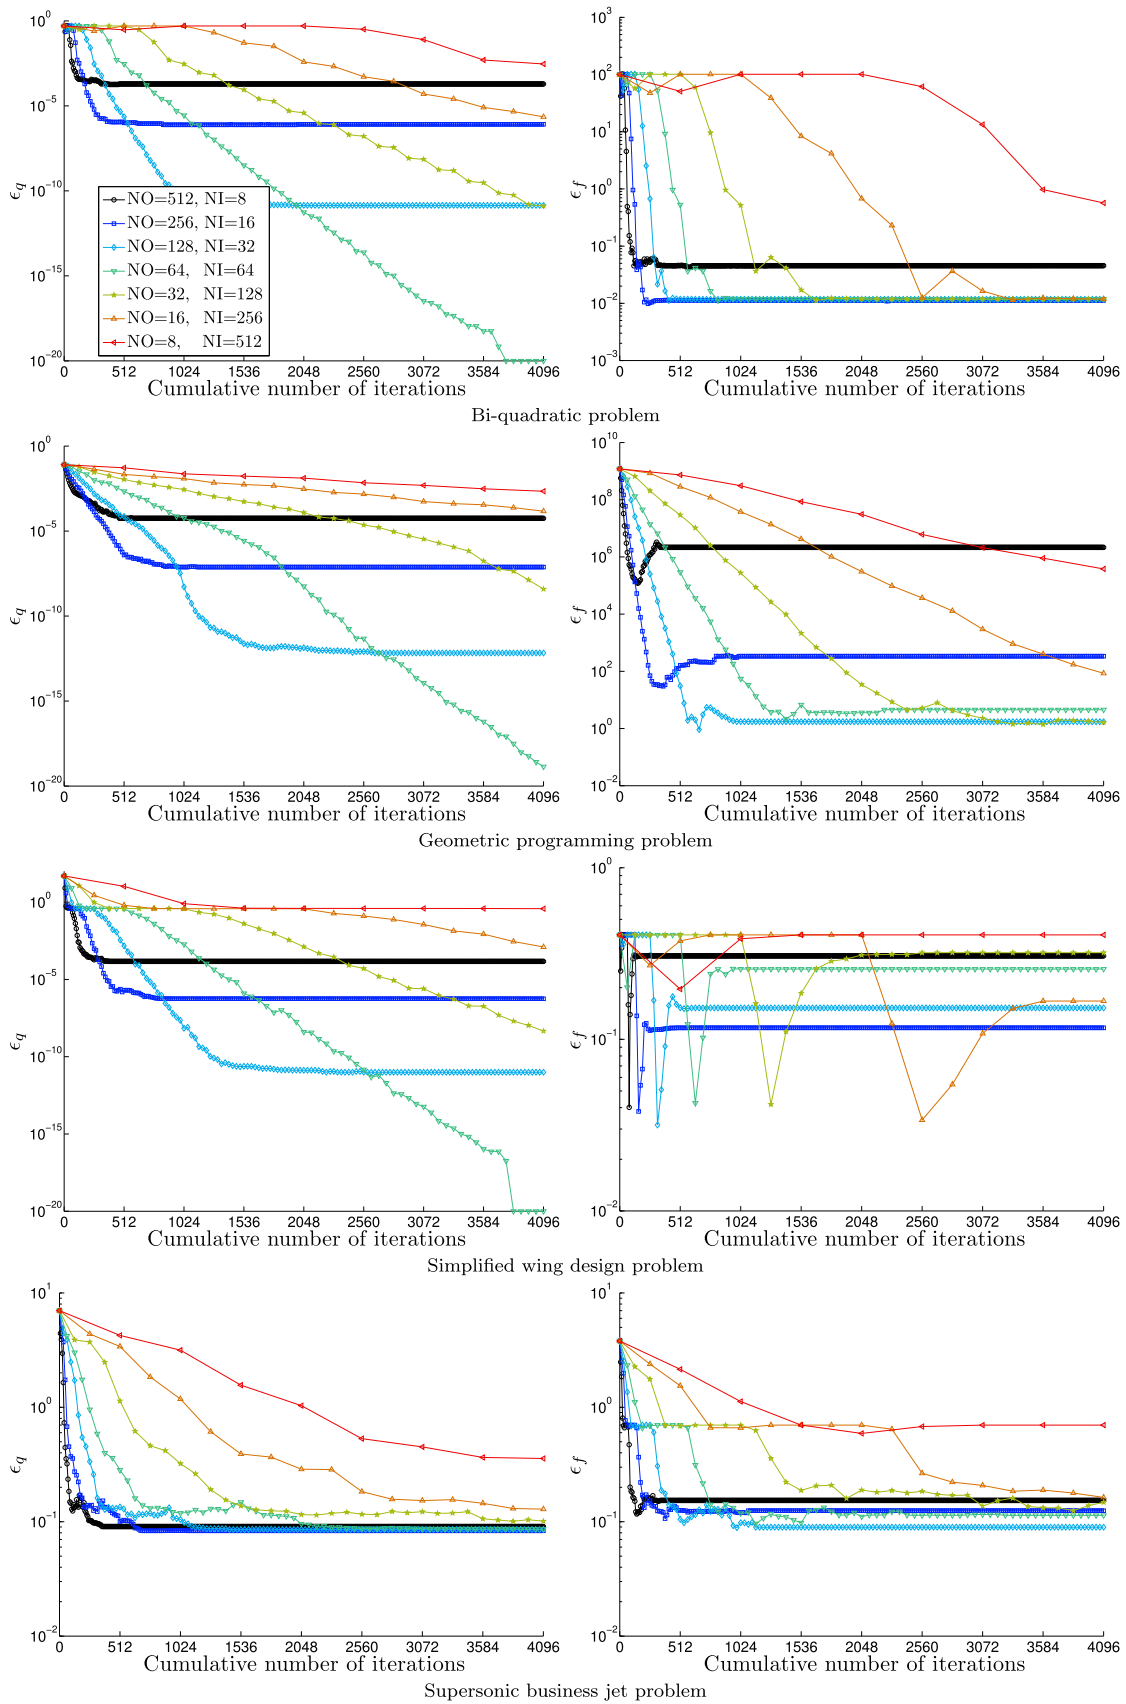 10^0
10^-5
10^-10
10^-15
10^-20
ϵ_q
NO=512, NI=8
NO=256, NI=16
NO=128, NI=32
NO=64, NI=64
NO=32, NI=128
NO=16, NI=256
NO=8, NI=512
0 512 1024 1536 2048 2560 3072 3584 4096
Cumulative number of iterations
10^3
10^2
10^1
10^0
10^-1
10^-2
10^-3
ϵ_f
0 512 1024 1536 2048 2560 3072 3584 4096
Cumulative number of iterations
Bi-quadratic problem
10^0
10^-5
10^-10
10^-15
10^-20
ϵ_q
0 512 1024 1536 2048 2560 3072 3584 4096
Cumulative number of iterations
10^10
10^8
10^6
10^4
10^2
10^0
10^-2
ϵ_f
0 512 1024 1536 2048 2560 3072 3584 4096
Cumulative number of iterations
Geometric programming problem
10^0
10^-5
10^-10
10^-15
10^-20
ϵ_q
0 512 1024 1536 2048 2560 3072 3584 4096
Cumulative number of iterations
10^0
10^-1
10^-2
ϵ_f
0 512 1024 1536 2048 2560 3072 3584 4096
Cumulative number of iterations
Simplified wing design problem
10^1
10^0
10^-1
10^-2
ϵ_q
0 512 1024 1536 2048 2560 3072 3584 4096
Cumulative number of iterations
10^1
10^0
10^-1
10^-2
ϵ_f
0 512 1024 1536 2048 2560 3072 3584 4096
Cumulative number of iterations
Supersonic business jet problem